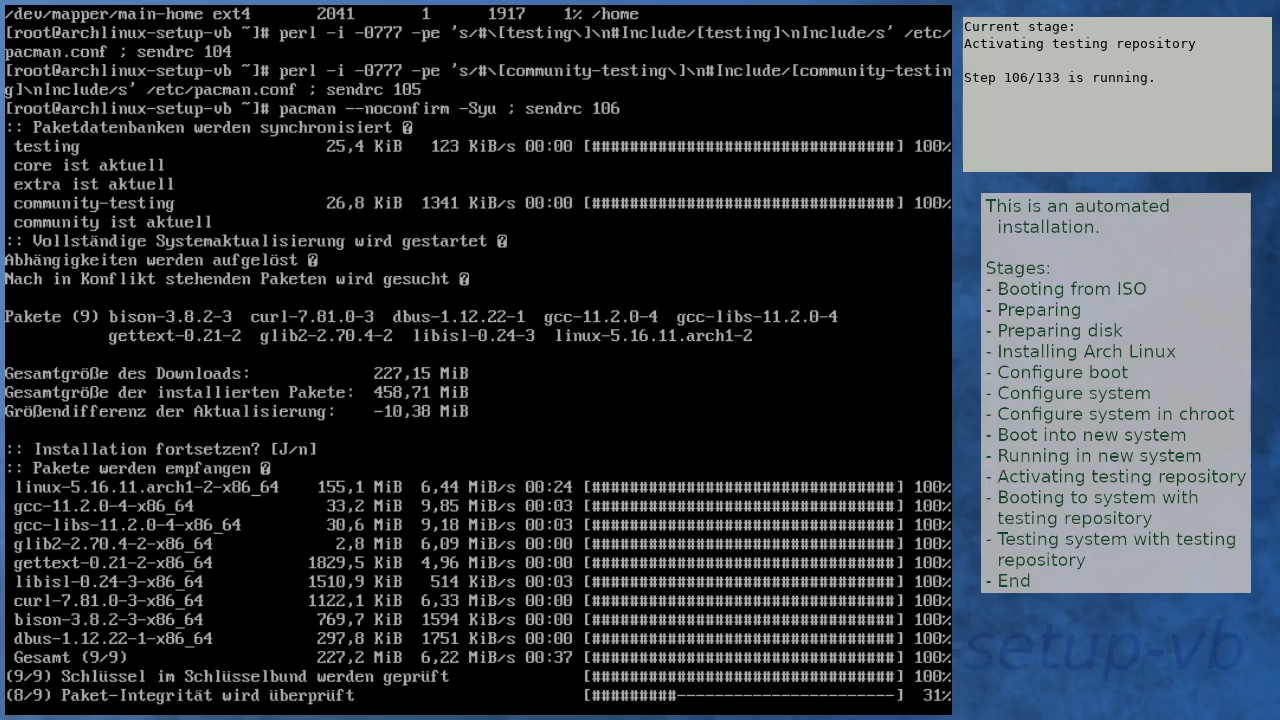 /dev/mapper/main-home ext4       2041       1      1917    1% /home
[root@archlinux-setup-vb ~]# perl -i -0777 -pe 's/#\[testing\]\n#Include/[testing]\nInclude/s' /etc/
pacman.conf ; sendrc 104
[root@archlinux-setup-vb ~]# perl -i -0777 -pe 's/#\[community-testing\]\n#Include/[community-testin
g]\nInclude/s' /etc/pacman.conf ; sendrc 105
[root@archlinux-setup-vb ~]# pacman --noconfirm -Syu ; sendrc 106
:: Paketdatenbanken werden synchronisiert �
 testing                          25,4 KiB   123 KiB/s 00:00 [################################] 100%
 core ist aktuell
 extra ist aktuell
 community-testing                26,8 KiB  1341 KiB/s 00:00 [################################] 100%
 community ist aktuell
:: Vollständige Systemaktualisierung wird gestartet �
Abhängigkeiten werden aufgelöst �
Nach in Konflikt stehenden Paketen wird gesucht �
Pakete (9) bison-3.8.2-3  curl-7.81.0-3  dbus-1.12.22-1  gcc-11.2.0-4  gcc-libs-11.2.0-4
           gettext-0.21-2  glib2-2.70.4-2  libisl-0.24-3  linux-5.16.11.arch1-2
Gesamtgröße des Downloads:             227,15 MiB
Gesamtgröße der installierten Pakete:  458,71 MiB
Größendifferenz der Aktualisierung:    -10,38 MiB
:: Installation fortsetzen? [J/n]
:: Pakete werden empfangen �
 linux-5.16.11.arch1-2-x86_64    155,1 MiB  6,44 MiB/s 00:24 [################################] 100%
 gcc-11.2.0-4-x86_64              33,2 MiB  9,85 MiB/s 00:03 [################################] 100%
 gcc-libs-11.2.0-4-x86_64         30,6 MiB  9,18 MiB/s 00:03 [################################] 100%
 glib2-2.70.4-2-x86_64             2,8 MiB  6,09 MiB/s 00:00 [################################] 100%
 gettext-0.21-2-x86_64          1829,5 KiB  4,96 MiB/s 00:00 [################################] 100%
 libisl-0.24-3-x86_64           1510,9 KiB   514 KiB/s 00:03 [################################] 100%
 curl-7.81.0-3-x86_64           1122,1 KiB  6,33 MiB/s 00:00 [################################] 100%
 bison-3.8.2-3-x86_64            769,7 KiB  1594 KiB/s 00:00 [################################] 100%
 dbus-1.12.22-1-x86_64           297,8 KiB  1751 KiB/s 00:00 [################################] 100%
 Gesamt (9/9)                    227,2 MiB  6,22 MiB/s 00:37 [################################] 100%
(9/9) Schlüssel im Schlüsselbund werden geprüft              [################################] 100%
(8/9) Paket-Integrität wird überprüft                        [#########-----------------------]  31%
Current stage:
Activating testing repository
Step 106/133 is running.
This is an automated
installation.
Stages:
- Booting from ISO
- Preparing
- Preparing disk
- Installing Arch Linux
- Configure boot
- Configure system
- Configure system in chroot
- Boot into new system
- Running in new system
- Activating testing repository
- Booting to system with
testing repository
- Testing system with testing
repository
- End
setup-vb